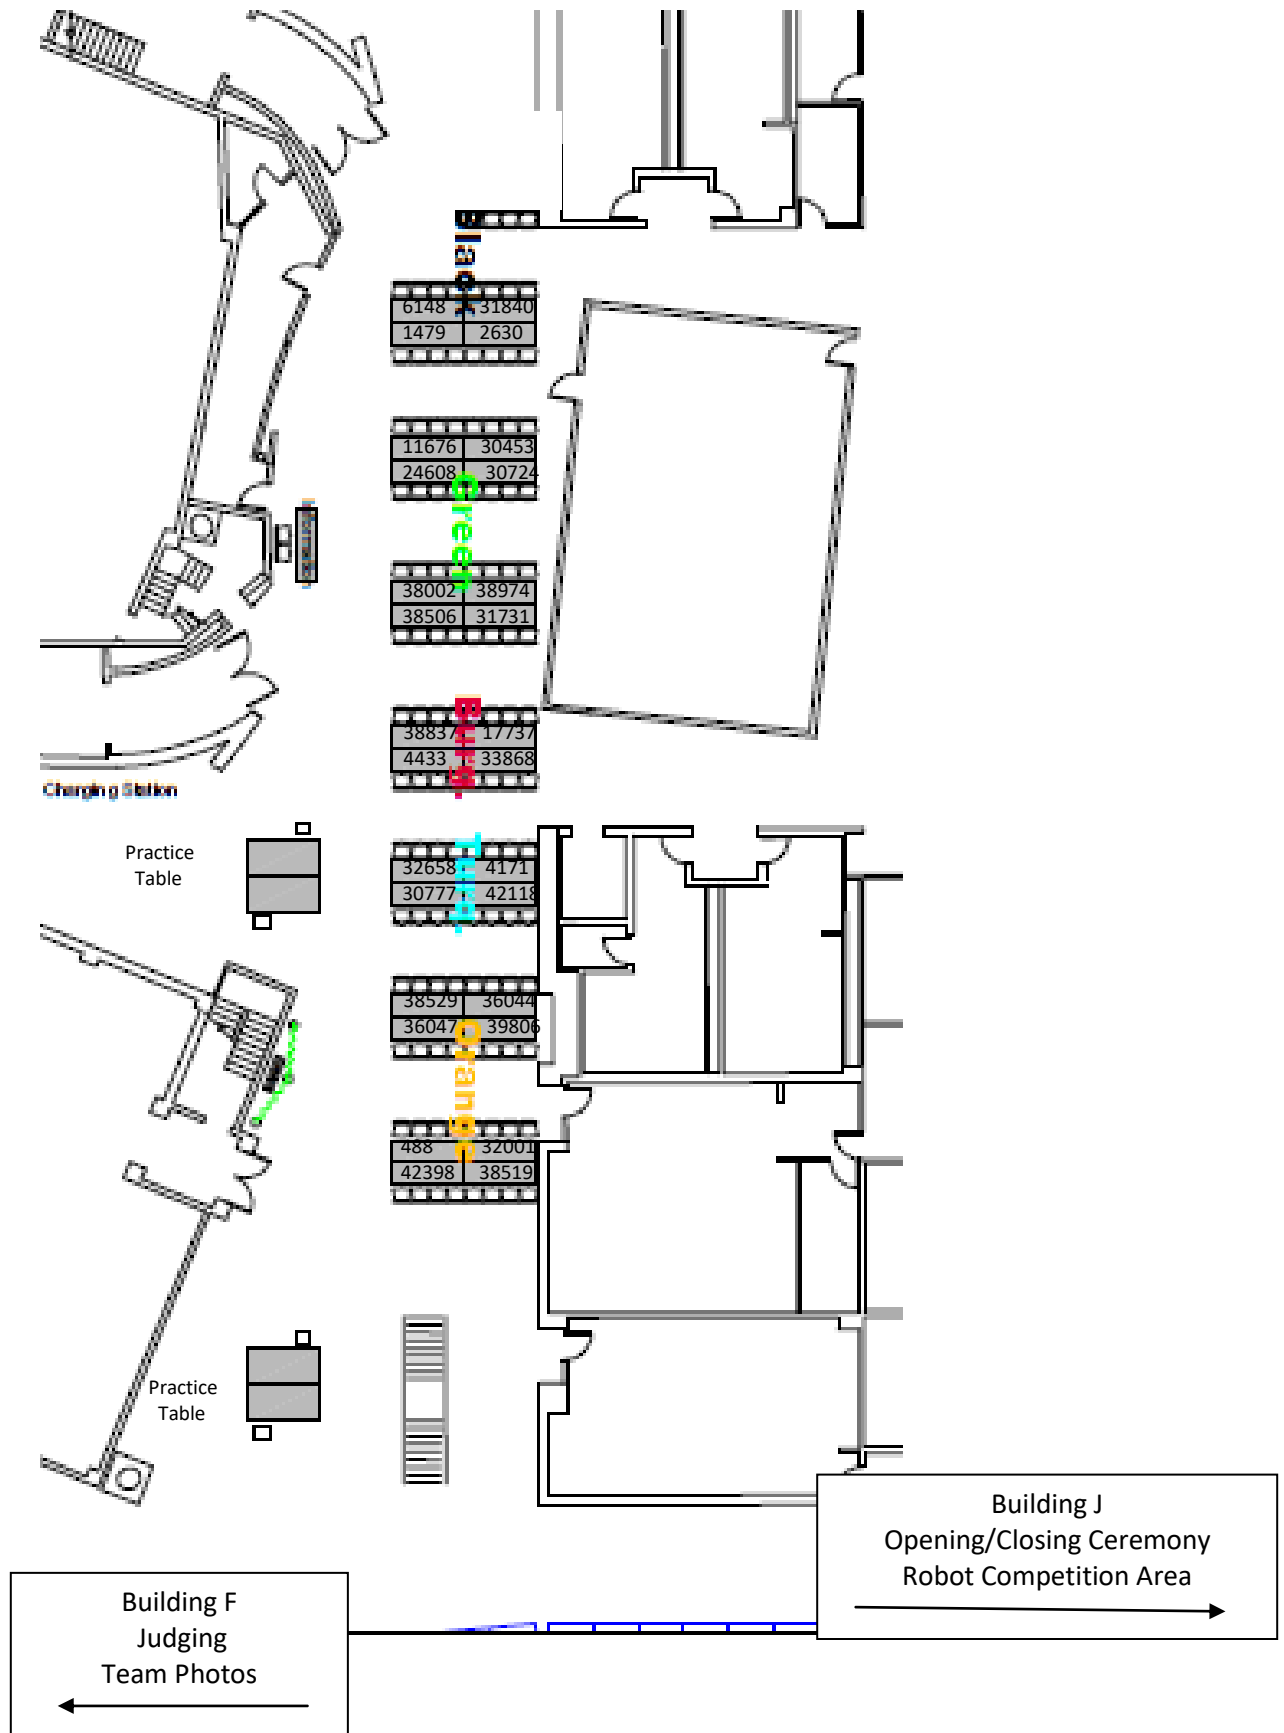 Black
6148 31840
1479 2630
11676 30453
24608 30724
Green
Information
38002 38974
38506 31731
Burg.
38837 17737
4433 33868
Charging Station
Practice
Table
Turq.
32658 4171
30777 42118
38529 36044
36047 39806
Orange
488 32001
42398 38519
Practice
Table
Building J
Opening/Closing Ceremony
Robot Competition Area
Building F
Judging
Team Photos